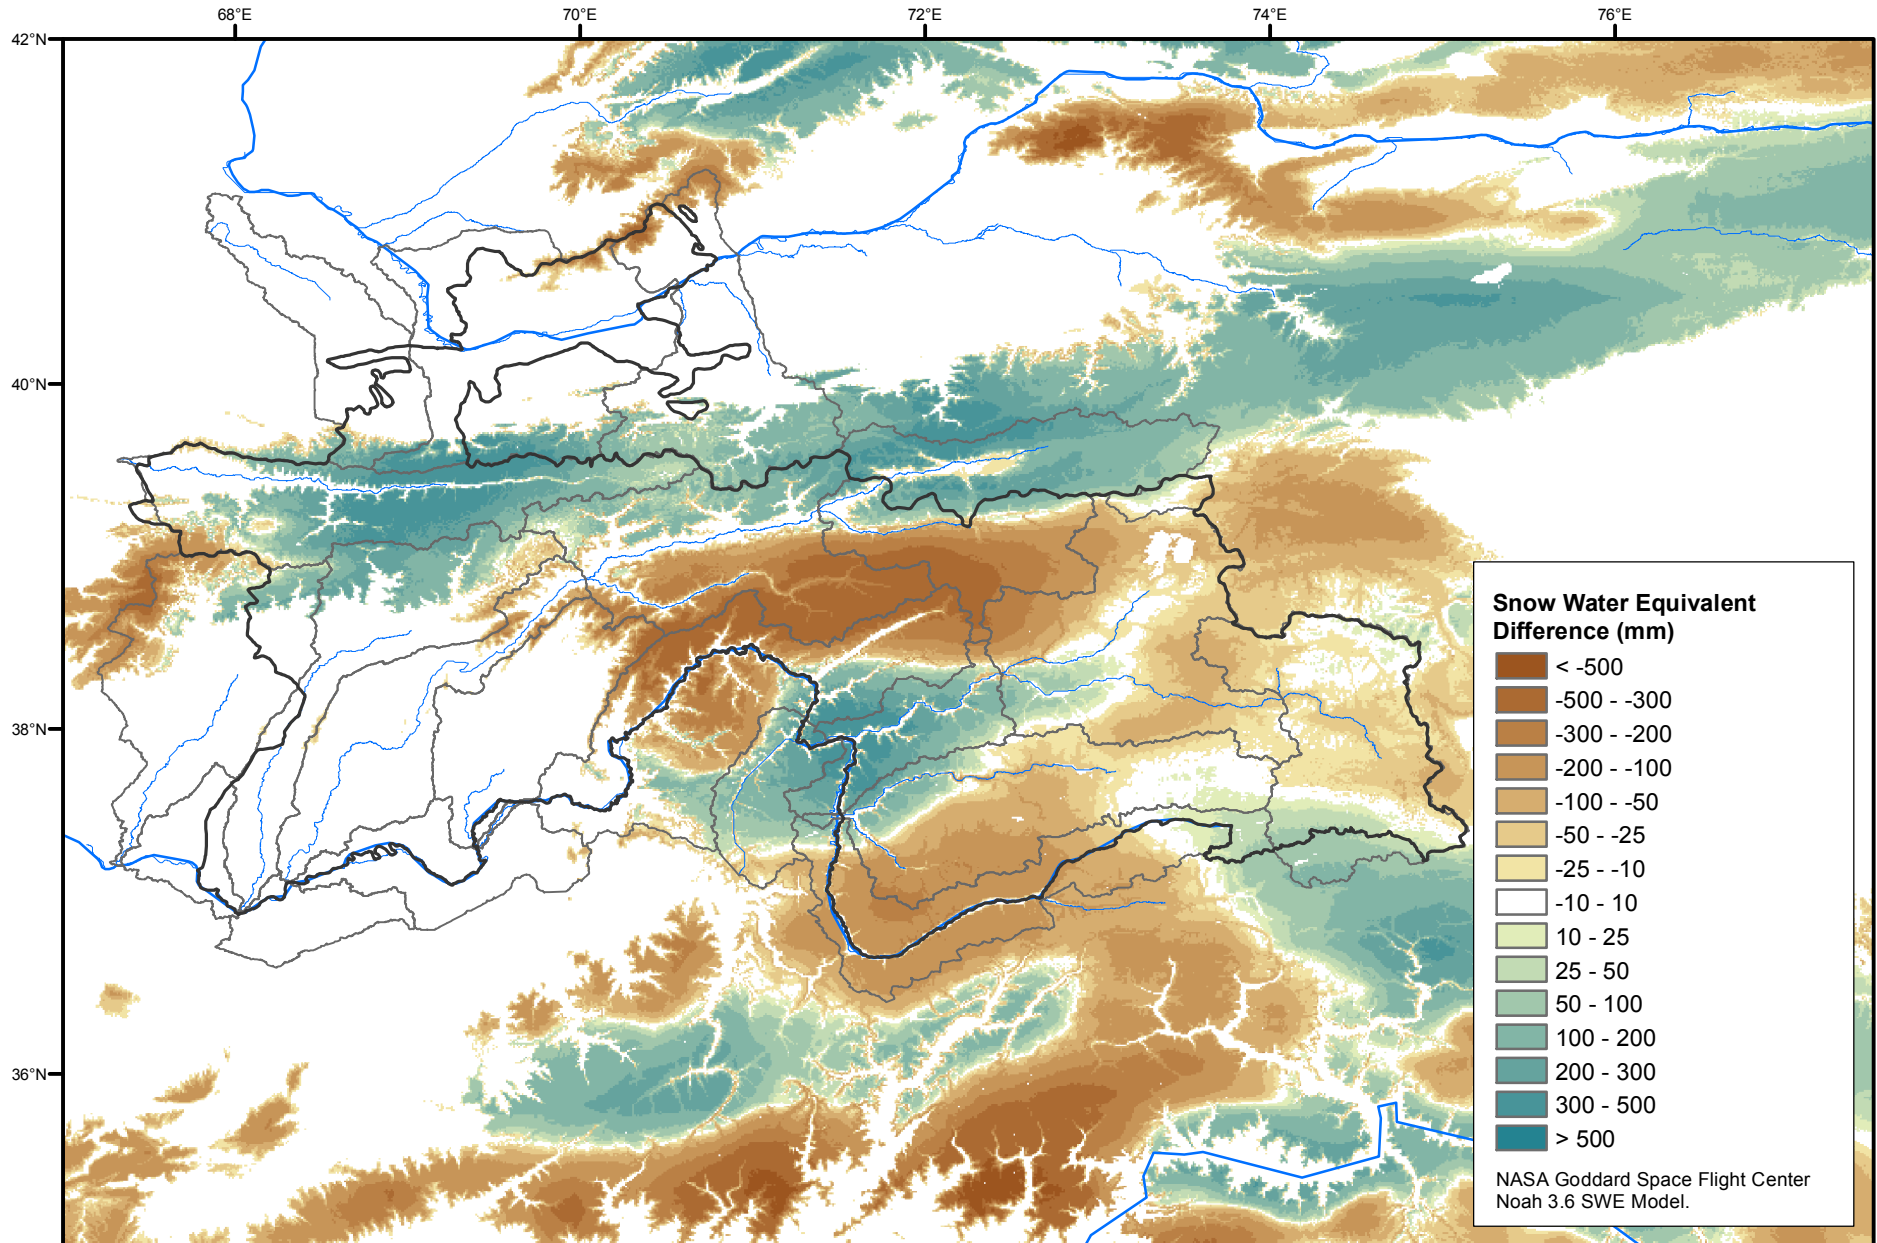 68°E
70°E
72°E
74°E
76°E
42°N
40°N
38°N
36°N
Snow Water Equivalent
Difference (mm)
< -500
-500 - -300
-300 - -200
-200 - -100
-100 - -50
-50 - -25
-25 - -10
-10 - 10
10 - 25
25 - 50
50 - 100
100 - 200
200 - 300
300 - 500
> 500
NASA Goddard Space Flight Center
Noah 3.6 SWE Model.